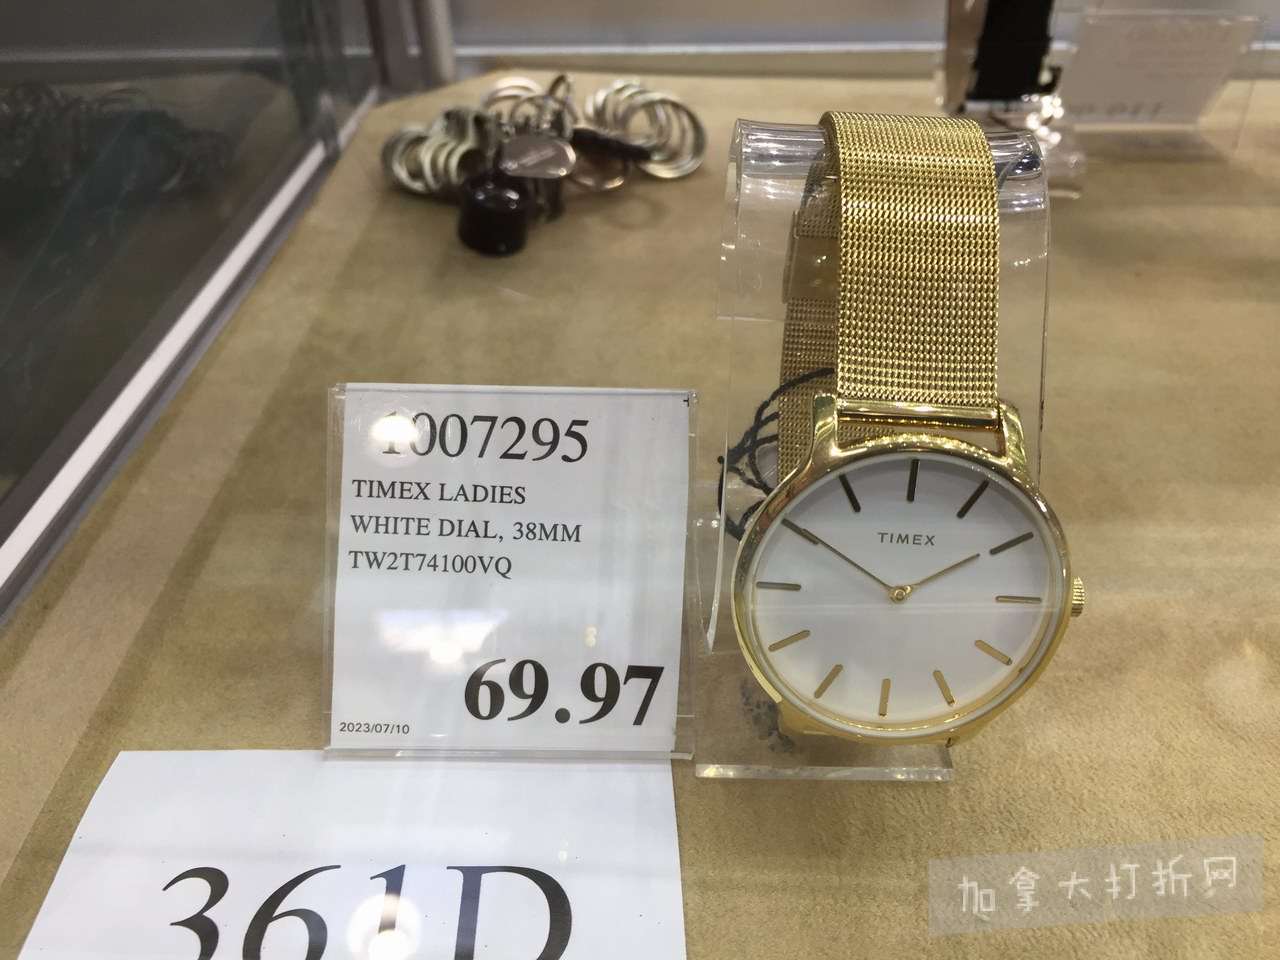 1007295
TIMEX LADIES
WHITE DIAL, 38MM
TW2T74100VQ
69.97
2023/07/10
TIMEX
361D
加拿大打折网